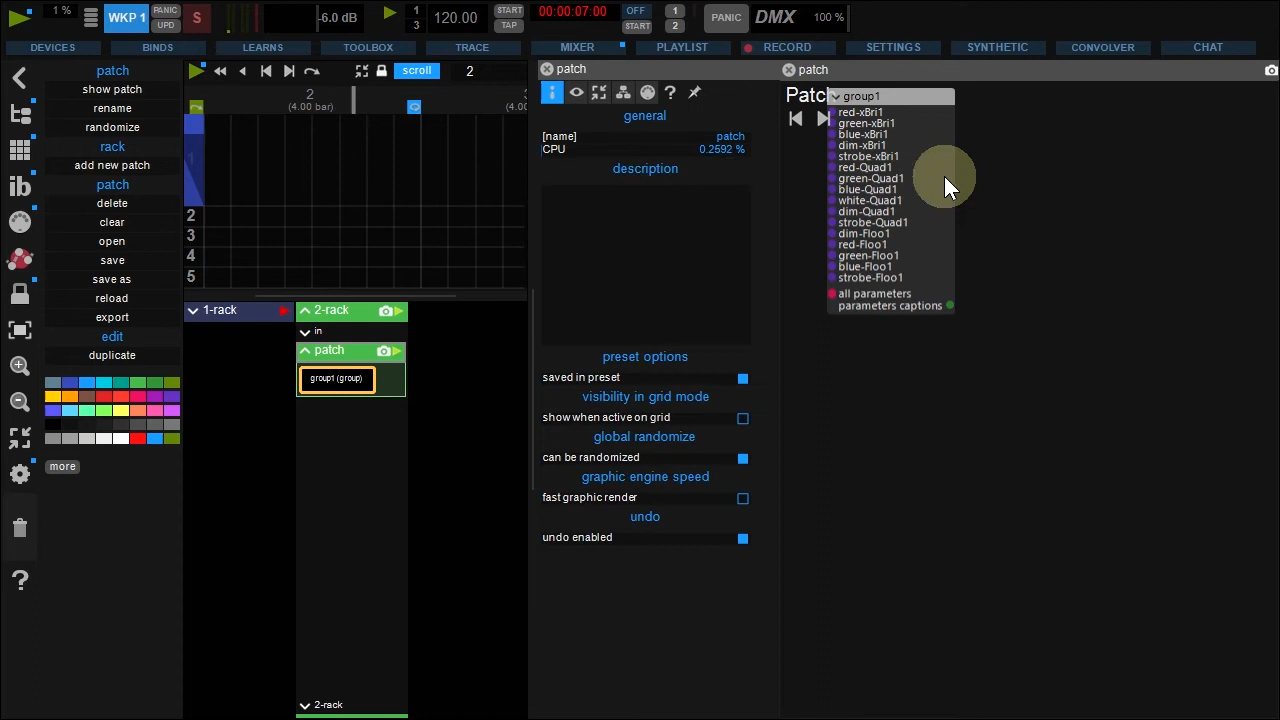 1 %
WKP 1
PANIC
UPD
S
-6.0 dB
1
3
120.00
START
TAP
00:00:07:00
OFF
START
1
2
PANIC
DMX
100 %
DEVICES
BINDS
LEARNS
TOOLBOX
TRACE
MIXER
PLAYLIST
RECORD
SETTINGS
SYNTHETIC
CONVOLVER
CHAT
patch
show patch
rename
randomize
rack
add new patch
patch
delete
clear
open
save
save as
reload
export
edit
duplicate
more
ib
?
scroll
2
2
(4.00 bar)
3
(4.00
1
2
3
4
5
1-rack
2-rack
in
patch
group1 (group)
2-rack
patch
i
?
general
[name]
patch
CPU
0.2592 %
description
preset options
saved in preset
visibility in grid mode
show when active on grid
global randomize
can be randomized
graphic engine speed
fast graphic render
undo
undo enabled
patch
Patch
group1
red-xBri1
green-xBri1
blue-xBri1
dim-xBri1
strobe-xBri1
red-Quad1
green-Quad1
blue-Quad1
white-Quad1
dim-Quad1
strobe-Quad1
dim-Floo1
red-Floo1
green-Floo1
blue-Floo1
strobe-Floo1
all parameters
parameters captions